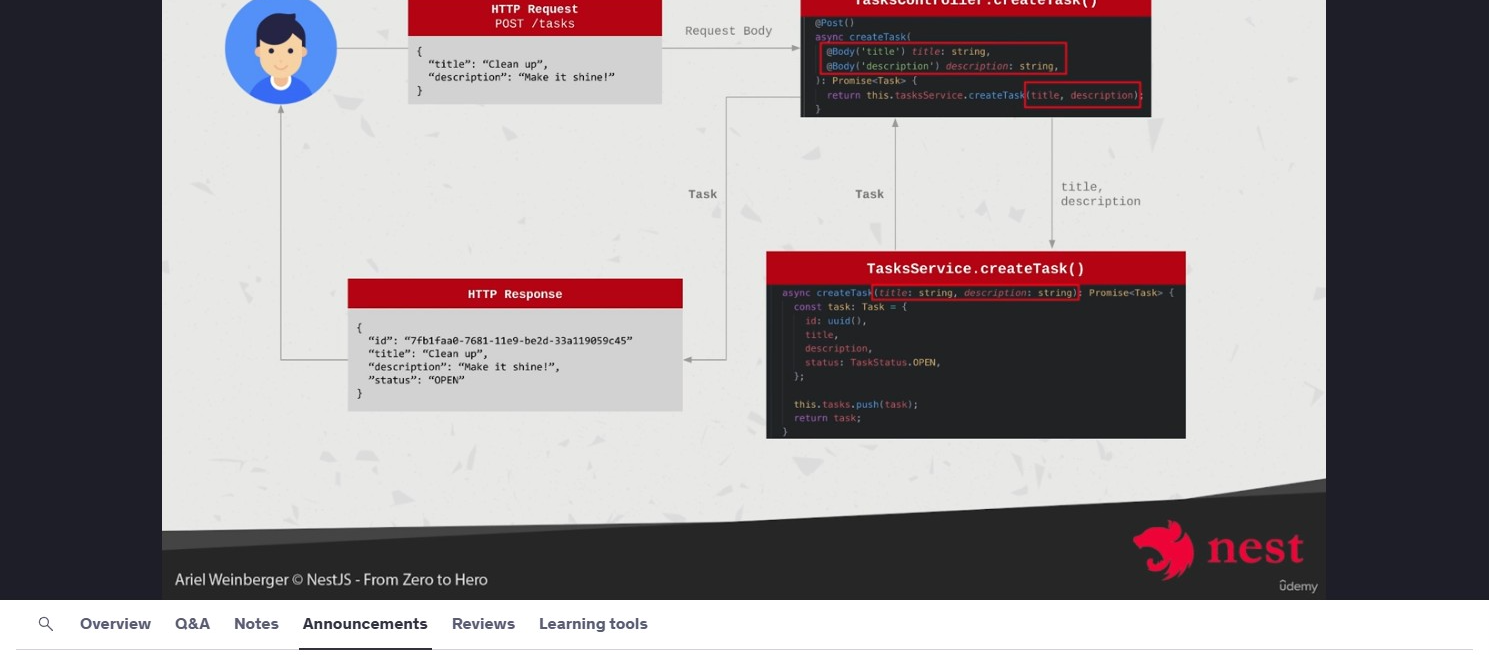 HTTP Request
POST /tasks
{
"title": “Clean up”,
“description”: “Make it shine!”
}
Request Body
TasksController.createTask()
@Post()
async createTask(
@Body('title') title: string,
@Body('description') description: string,
): Promise<Task> {
return this.tasksService.createTask(title, description);
}
Task
Task
title,
description
HTTP Response
{
“id”: “7fb1faa0-7681-11e9-be2d-33a119059c45”
“title”: “Clean up”,
“description”: “Make it shine!”,
”status”: “OPEN”
}
TasksService.createTask()
async createTask(title: string, description: string): Promise<Task> {
const task: Task = {
id: uuid(),
title,
description,
status: TaskStatus.OPEN,
};
this.tasks.push(task);
return task;
}
nest
Ariel Weinberger © NestJS - From Zero to Hero
ûdemy
Overview Q&A Notes Announcements Reviews Learning tools